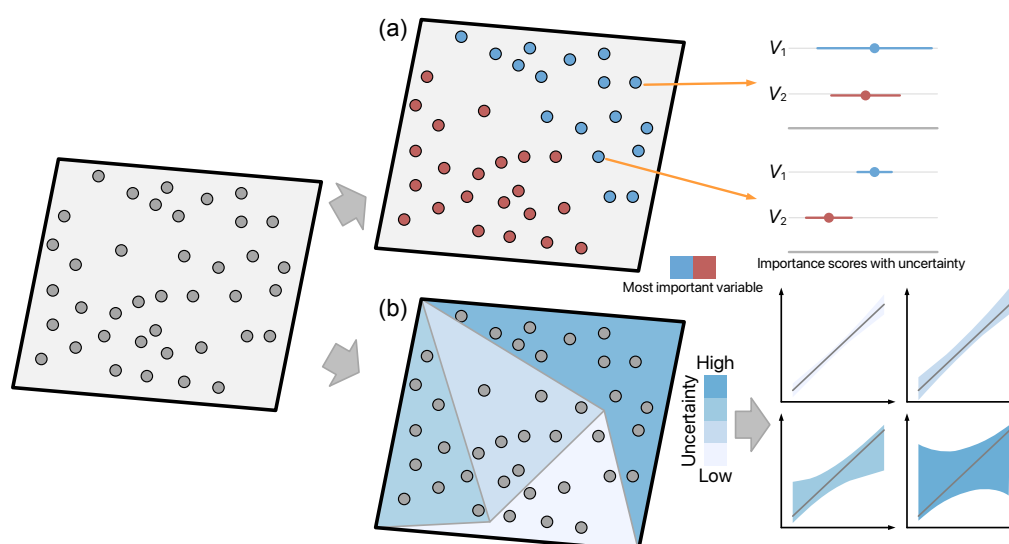 (a)
V1
V2
V1
V2
Most important variable
Importance scores with uncertainty
(b)
High
Uncertainty
Low